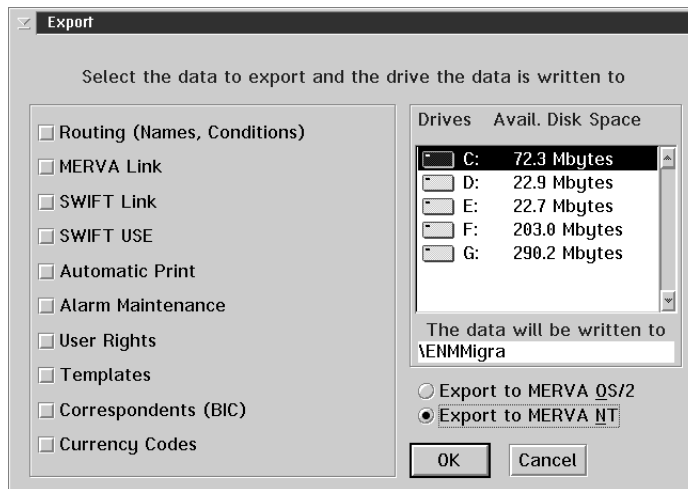 Export
Select the data to export and the drive the data is written to
Routing (Names, Conditions)
MERVA Link
SWIFT Link
SWIFT USE
Automatic Print
Alarm Maintenance
User Rights
Templates
Correspondents (BIC)
Currency Codes
Drives Avail. Disk Space
C: 72.3 Mbytes
D: 22.9 Mbytes
E: 22.7 Mbytes
F: 203.0 Mbytes
G: 290.2 Mbytes
The data will be written to
\ENMMigra
Export to MERVA OS/2
Export to MERVA NT
OK Cancel